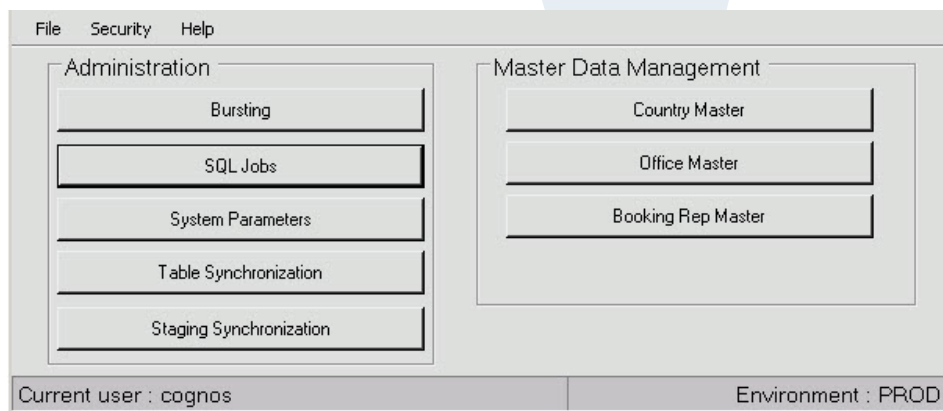 File Security Help
Administration
Bursting
SQL Jobs
System Parameters
Table Synchronization
Staging Synchronization
Master Data Management
Country Master
Office Master
Booking Rep Master
Current user : cognos
Environment : PROD